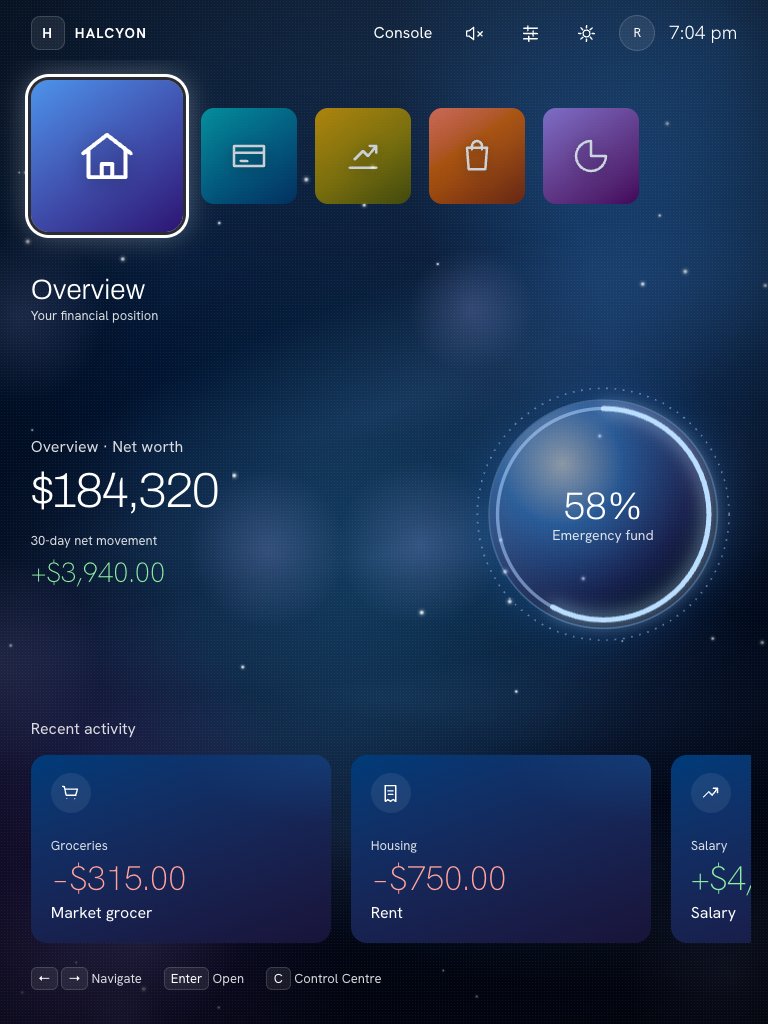 H HALCYON
Console
R
7:04 pm
Overview
Your financial position
Overview · Net worth
$184,320
30-day net movement
+$3,940.00
58%
Emergency fund
Recent activity
Groceries
−$315.00
Market grocer
Housing
−$750.00
Rent
Salary
+$4,
Salary
← → Navigate Enter Open C Control Centre